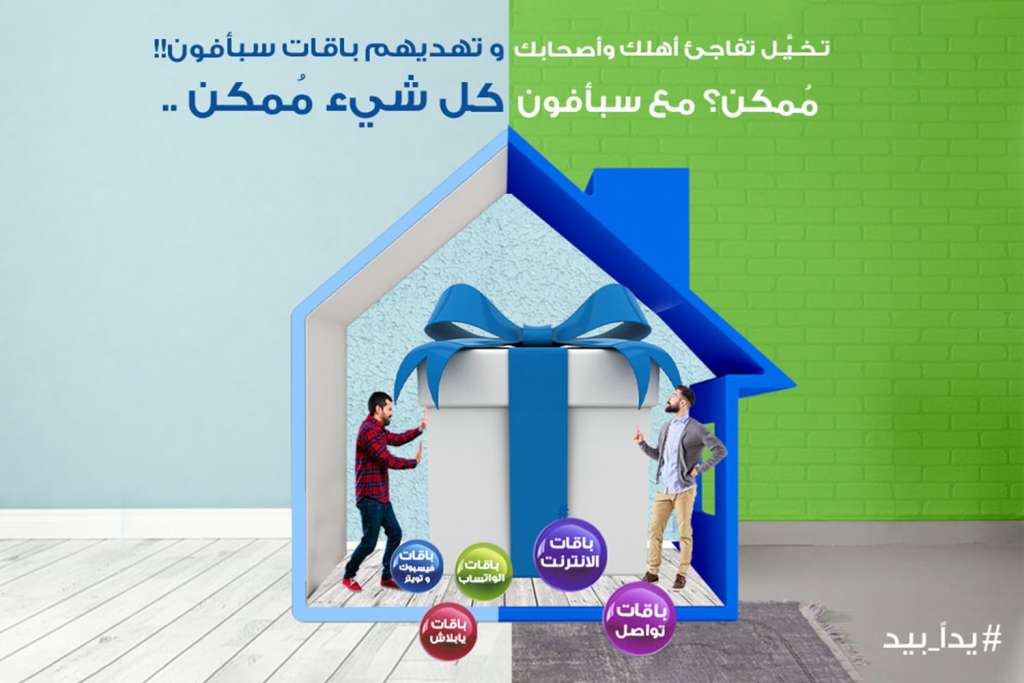 تخيَّل تفاجئ أهلك وأصحابك و تهديهم باقات سبأفون!!
مُمكن؟ مع سبأفون كل شيء مُمكن ..
باقات
الانترنت
باقات
فيسبوك
و تويتر
باقات
الواتساب
باقات
تواصل
باقات
يابلاش
#يداً_بيد